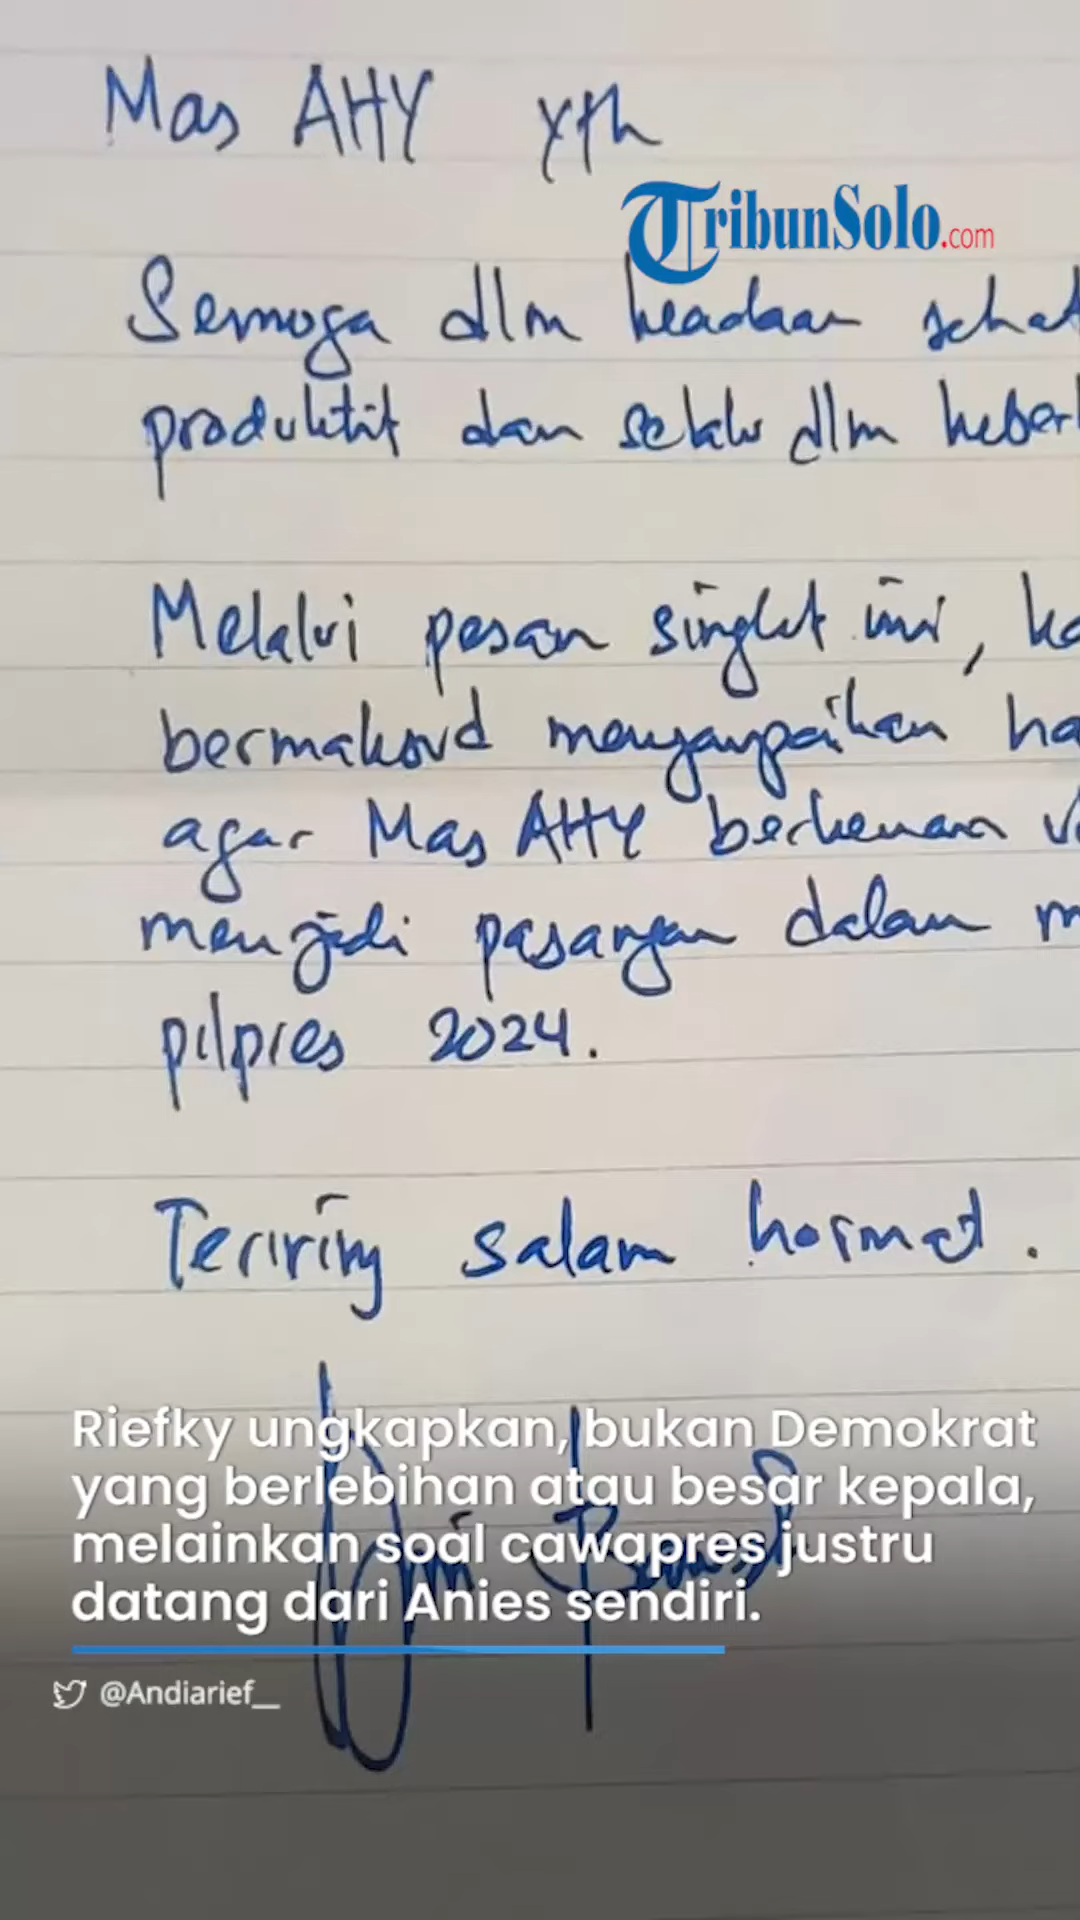 Mas AHY yth
TribunSolo.com
Semoga dlm keadaan sehat
produktif dan selalu dlm keber
Melalui pesan singkat ini, ka
bermaksud menyampaikan ha
agar Mas AHY berkenan
menjadi pasangan dalam m
pilpres 2024.
Teriring salam hormat.
Riefky ungkapkan, bukan Demokrat
yang berlebihan atau besar kepala,
melainkan soal cawapres justru
datang dari Anies sendiri.
@Andiarief__